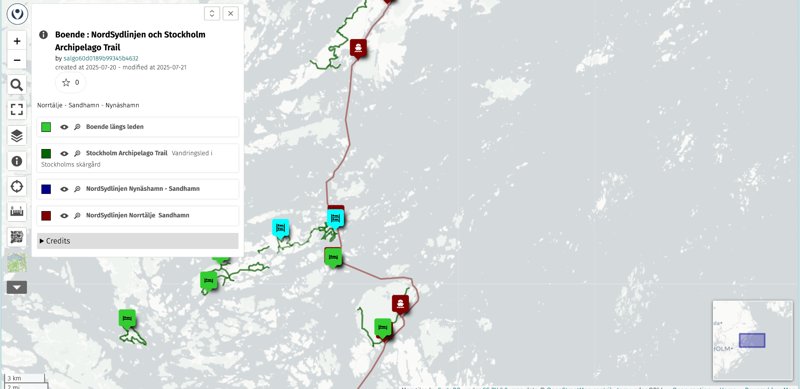 Boende : NordSydlinjen och Stockholm
Archipelago Trail
by salgo60d0189b99345b4632
created at 2025-07-20 - modified at 2025-07-21
0
Norrtälje - Sandhamn - Nynäshamn
Boende längs leden
Stockholm Archipelago Trail Vandringsled i
Stockholms skärgård
NordSydlinjen Nynäshamn - Sandhamn
NordSydlinjen Norrtälje Sandhamn
Credits
3 km
2 mi